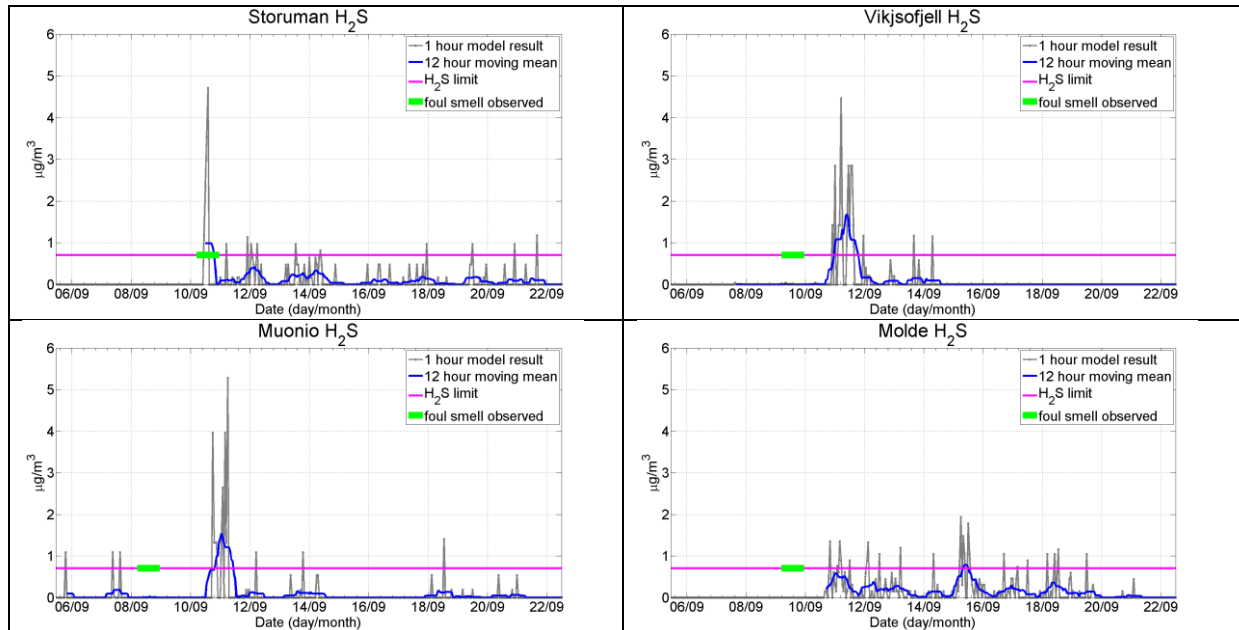 Storuman H₂S
6
5
4
3
2
1
0
μg/m³
1 hour model result
12 hour moving mean
H₂S limit
foul smell observed
06/09 08/09 10/09 12/09 14/09 16/09 18/09 20/09 22/09
Date (day/month)
Vikjsofjell H₂S
6
5
4
3
2
1
0
μg/m³
1 hour model result
12 hour moving mean
H₂S limit
foul smell observed
06/09 08/09 10/09 12/09 14/09 16/09 18/09 20/09 22/09
Date (day/month)
Muonio H₂S
6
5
4
3
2
1
0
μg/m³
1 hour model result
12 hour moving mean
H₂S limit
foul smell observed
06/09 08/09 10/09 12/09 14/09 16/09 18/09 20/09 22/09
Date (day/month)
Molde H₂S
6
5
4
3
2
1
0
μg/m³
1 hour model result
12 hour moving mean
H₂S limit
foul smell observed
06/09 08/09 10/09 12/09 14/09 16/09 18/09 20/09 22/09
Date (day/month)